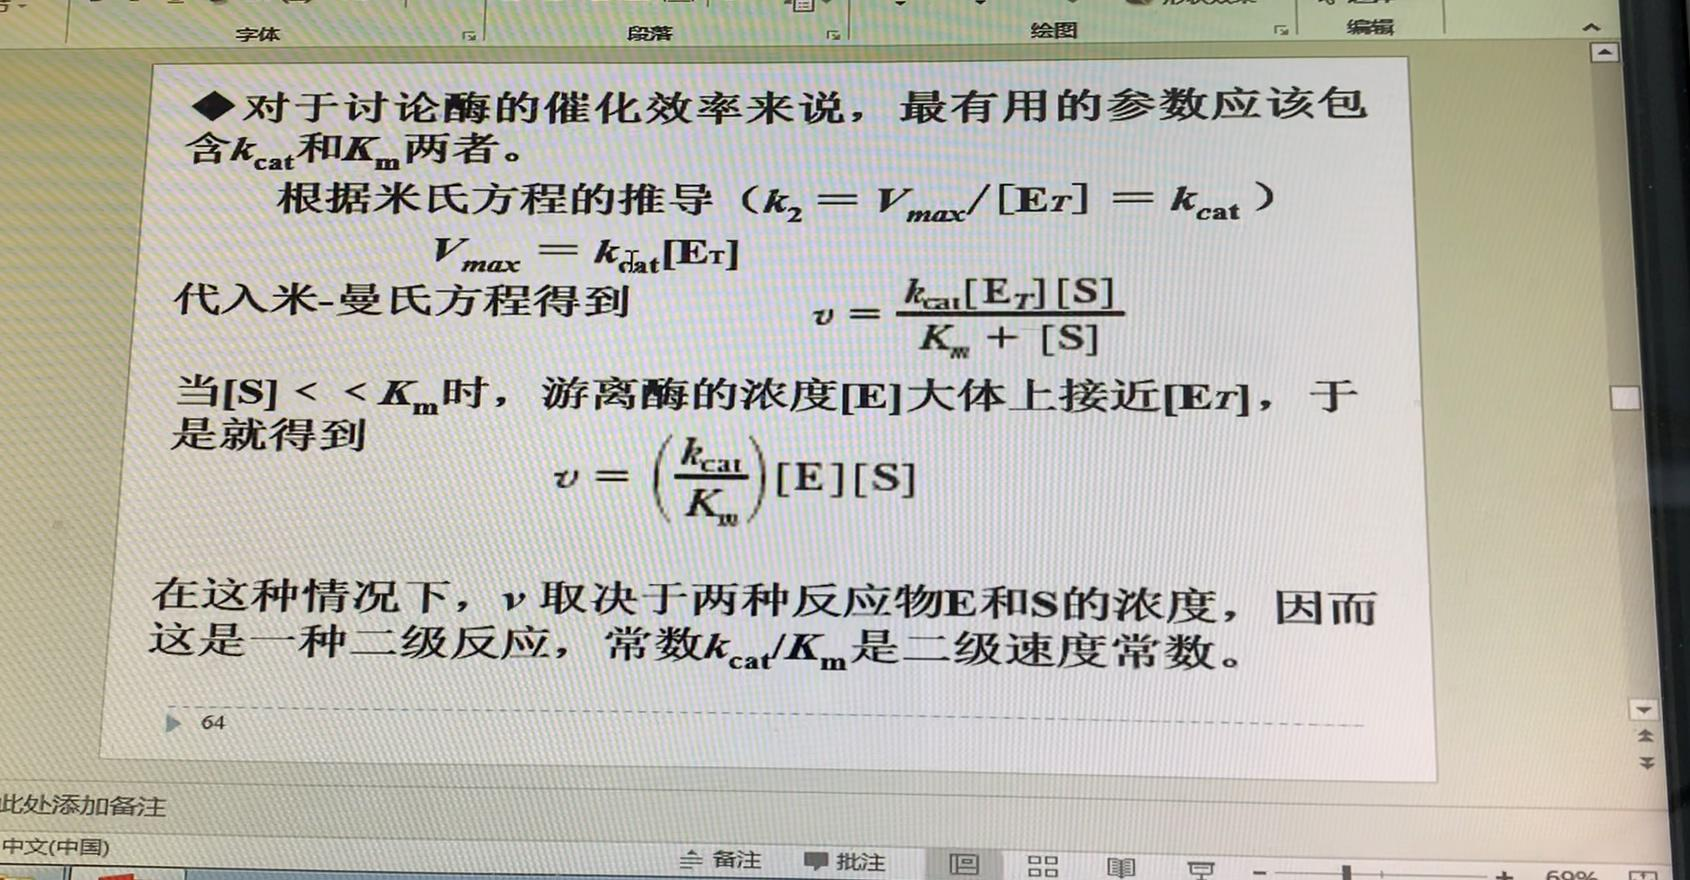 字体
段落
绘图
编辑
◆对于讨论酶的催化效率来说，最有用的参数应该包
含kcat和Km两者。
根据米氏方程的推导（k2 = Vmax/[ET] = kcat）
Vmax = kcat[ET]
代入米-曼氏方程得到
v = kcat[ET][S] / Km + [S]
当[S] < < Km时，游离酶的浓度[E]大体上接近[ET]，于
是就得到
v = (kcat/Km)[E][S]
在这种情况下，v 取决于两种反应物E和S的浓度，因而
这是一种二级反应，常数kcat/Km是二级速度常数。
64
此处添加备注
中文(中国)
备注
批注
69%